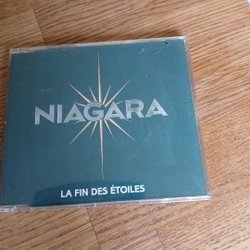 NIAGARA
LA FIN DES ÉTOILES